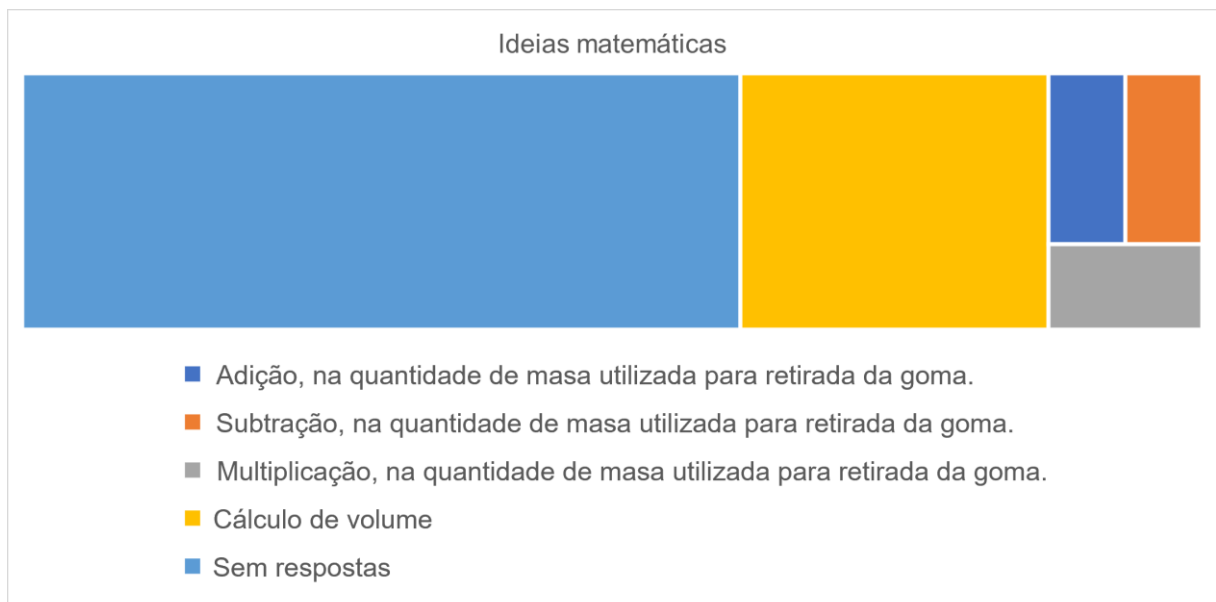 Ideias matemáticas
Adição, na quantidade de masa utilizada para retirada da goma.
Subtração, na quantidade de masa utilizada para retirada da goma.
Multiplicação, na quantidade de masa utilizada para retirada da goma.
Cálculo de volume
Sem respostas